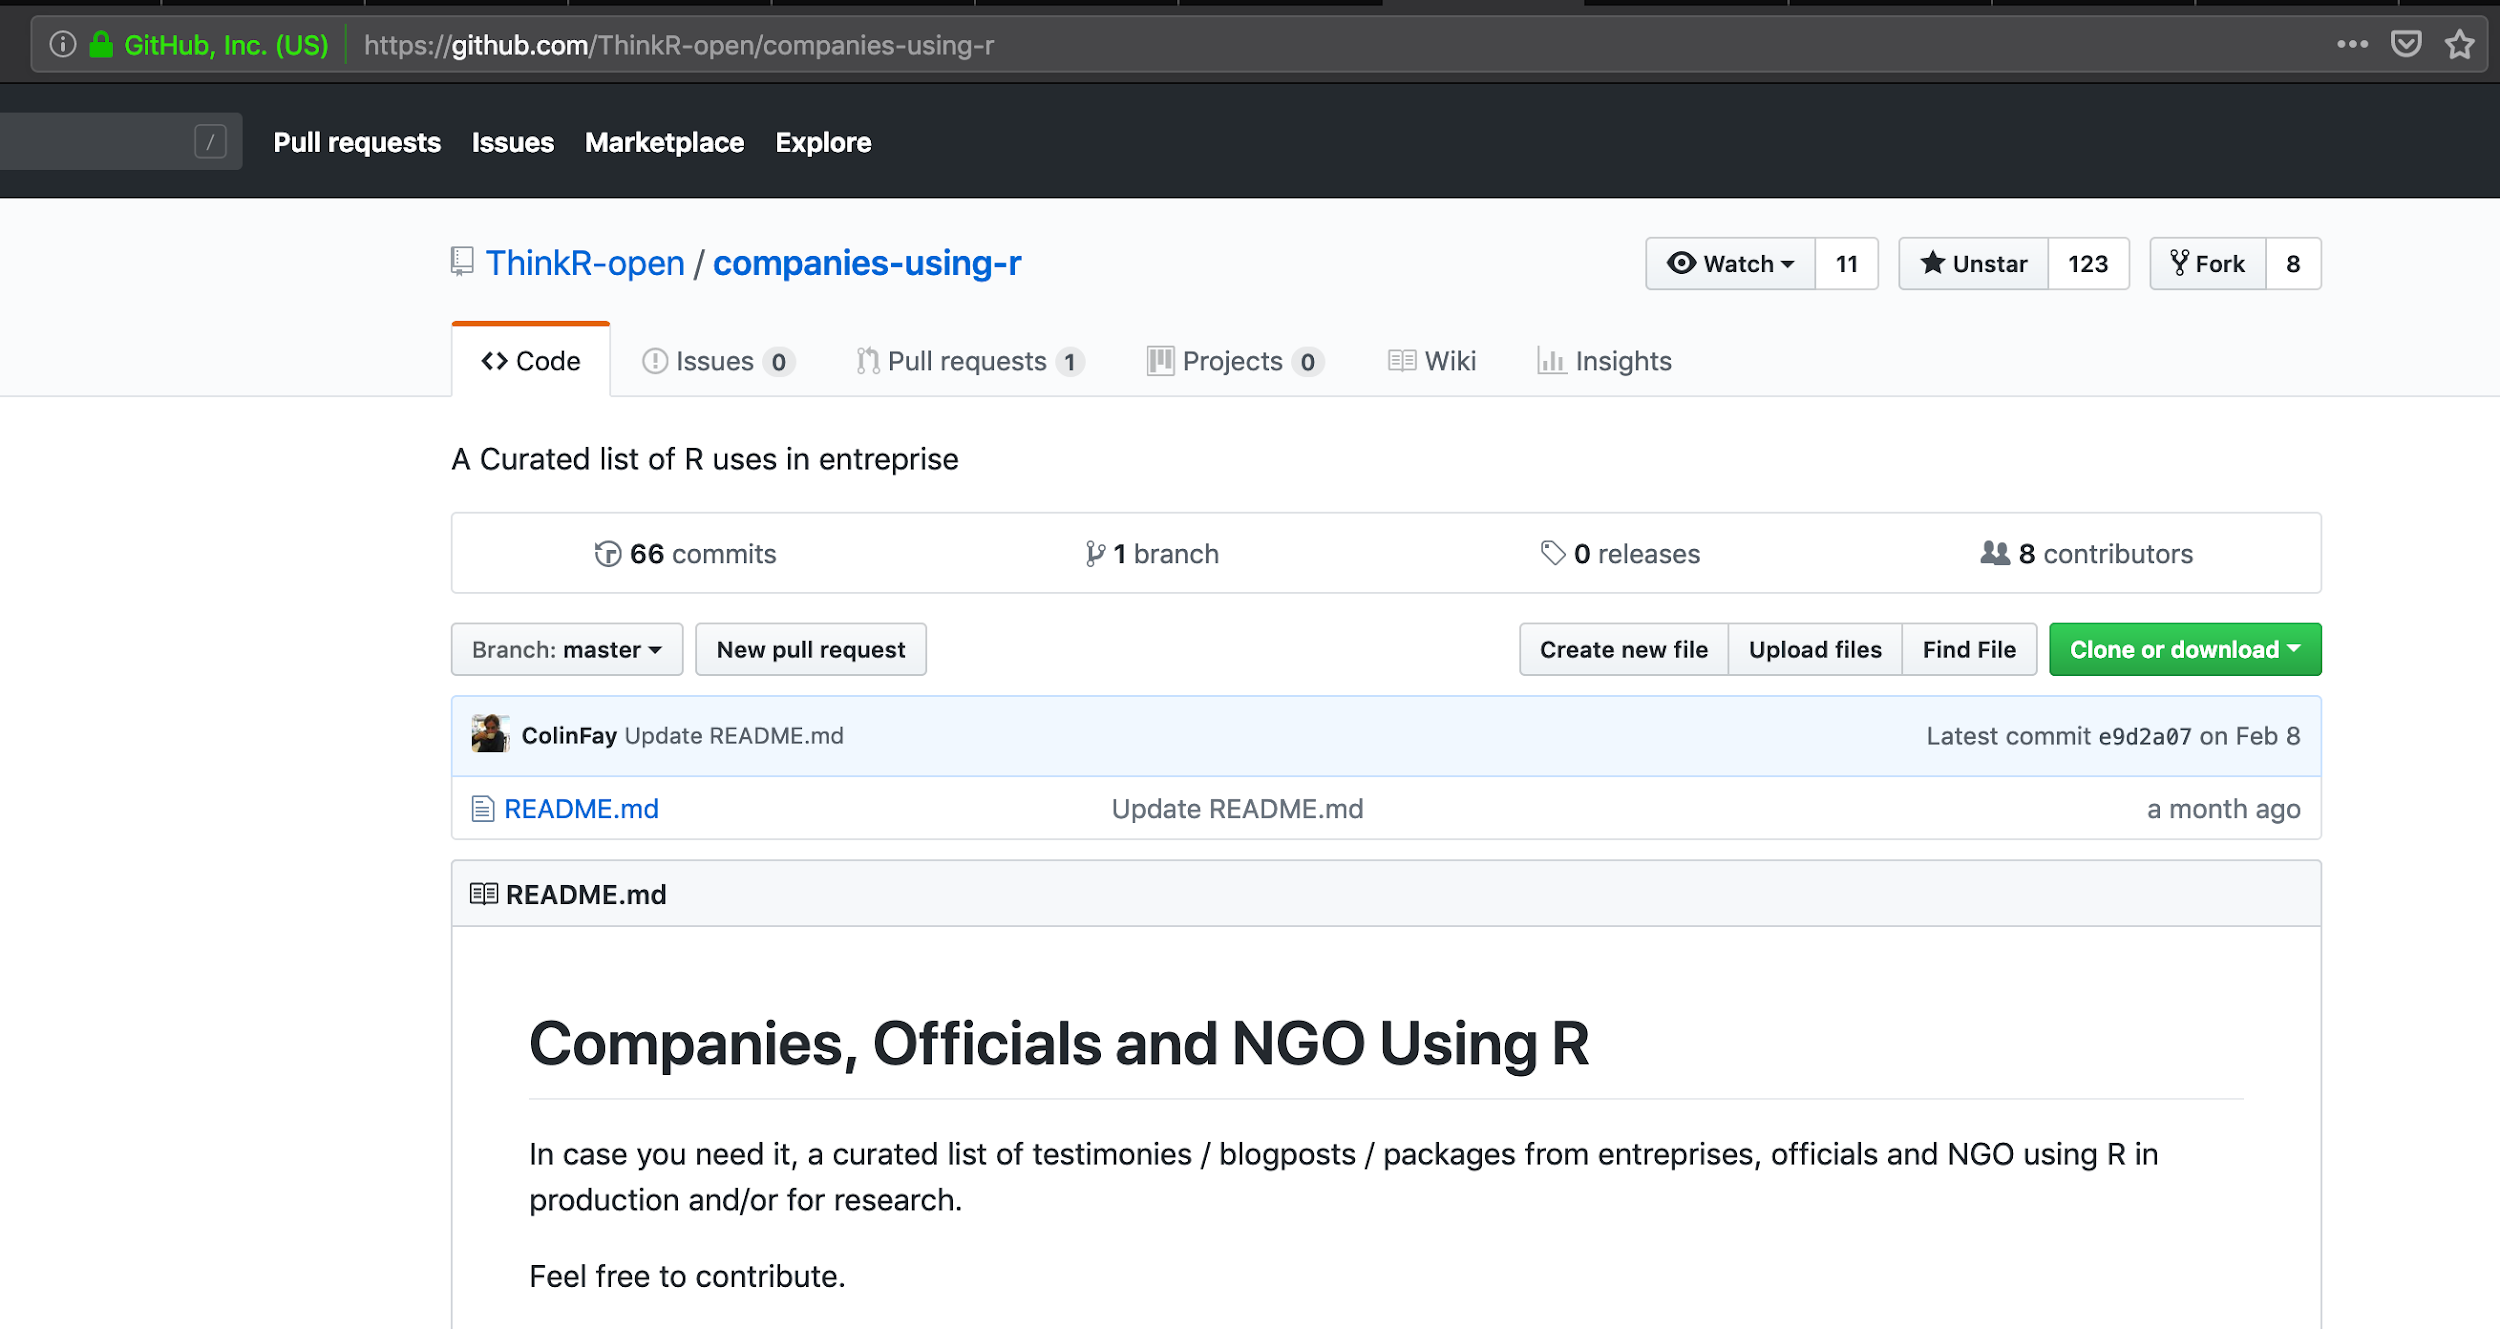 GitHub, Inc. (US) https://github.com/ThinkR-open/companies-using-r
/ Pull requests Issues Marketplace Explore
ThinkR-open / companies-using-r Watch 11 Unstar 123 Fork 8
Code Issues 0 Pull requests 1 Projects 0 Wiki Insights
A Curated list of R uses in entreprise
66 commits 1 branch 0 releases 8 contributors
Branch: master New pull request Create new file Upload files Find File Clone or download
ColinFay Update README.md Latest commit e9d2a07 on Feb 8
README.md Update README.md a month ago
README.md
Companies, Officials and NGO Using R
In case you need it, a curated list of testimonies / blogposts / packages from entreprises, officials and NGO using R in
production and/or for research.
Feel free to contribute.